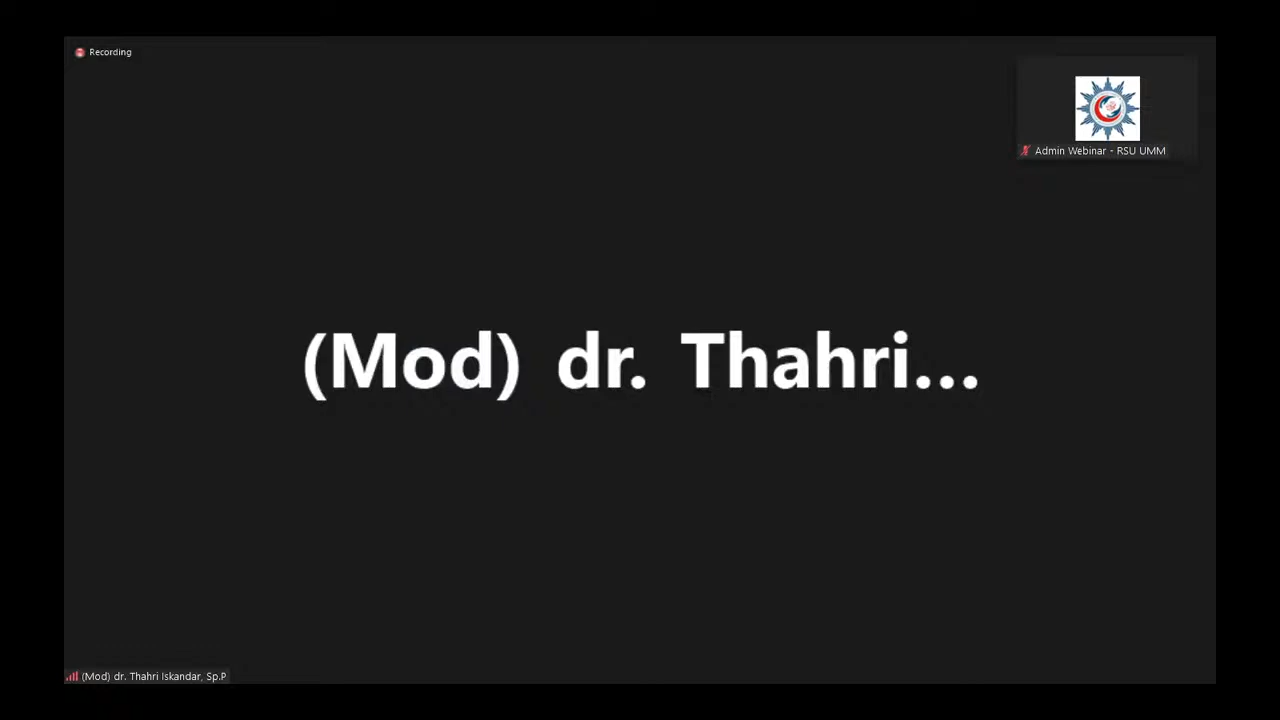 Recording
Admin Webinar - RSU UMM
(Mod) dr. Thahri...
(Mod) dr. Thahri Iskandar, Sp.P